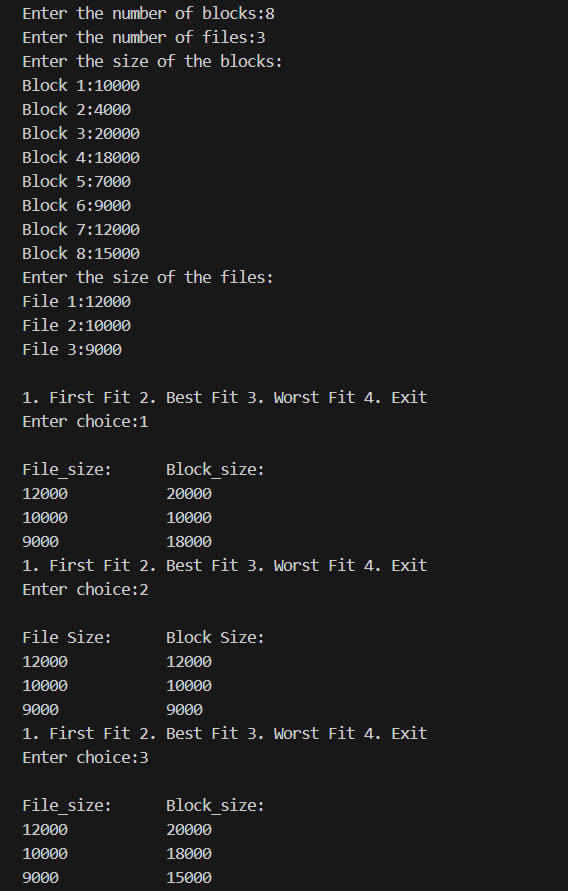 Enter the number of blocks:8
Enter the number of files:3
Enter the size of the blocks:
Block 1:10000
Block 2:4000
Block 3:20000
Block 4:18000
Block 5:7000
Block 6:9000
Block 7:12000
Block 8:15000
Enter the size of the files:
File 1:12000
File 2:10000
File 3:9000

1. First Fit 2. Best Fit 3. Worst Fit 4. Exit
Enter choice:1

File_size:      Block_size:
12000           20000
10000           10000
9000            18000
1. First Fit 2. Best Fit 3. Worst Fit 4. Exit
Enter choice:2

File Size:      Block Size:
12000           12000
10000           10000
9000            9000
1. First Fit 2. Best Fit 3. Worst Fit 4. Exit
Enter choice:3

File_size:      Block_size:
12000           20000
10000           18000
9000            15000